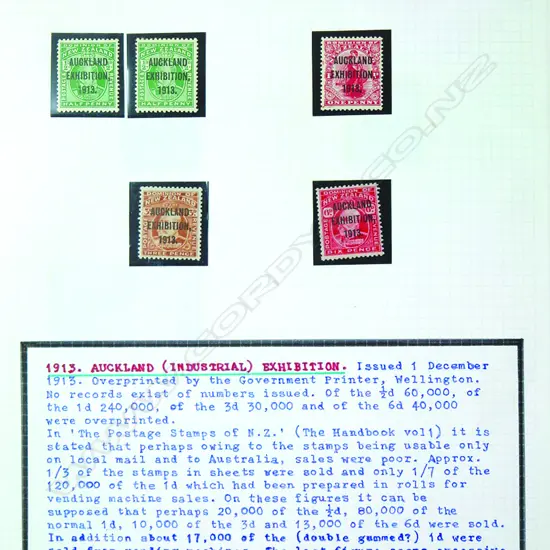 AUCKLAND
EXHIBITION,
1913.
HALF PENNY
AUCKLAND
EXHIBITION,
1913.
HALF PENNY
AUCKLAND
EXHIBITION,
1913.
ONE PENNY
DOMINION OF
NEW ZEALAND
AUCKLAND
EXHIBITION,
1913.
THREE PENCE
DOMINION OF
NEW ZEALAND
AUCKLAND
EXHIBITION,
1913.
SIX PENCE
1913. AUCKLAND (INDUSTRIAL) EXHIBITION. Issued 1 December
1913. Overprinted by the Government Printer, Wellington.
No records exist of numbers issued. Of the ½d 60,000, of
the 1d 240,000, of the 3d 30,000 and of the 6d 40,000
were overprinted.
In 'The Postage Stamps of N.Z.' (The Handbook vol1) it is
stated that perhaps owing to the stamps being usable only
on local mail and to Australia, sales were poor. Approx.
1/3 of the stamps in sheets were sold and only 1/7 of the
120,000 of the 1d which had been prepared in rolls for
vending machine sales. On these figures it can be
supposed that perhaps 20,000 of the ½d, 80,000 of the
normal 1d, 10,000 of the 3d and 13,000 of the 6d were sold.
In addition about 17,000 of the (double gummed?) 1d were